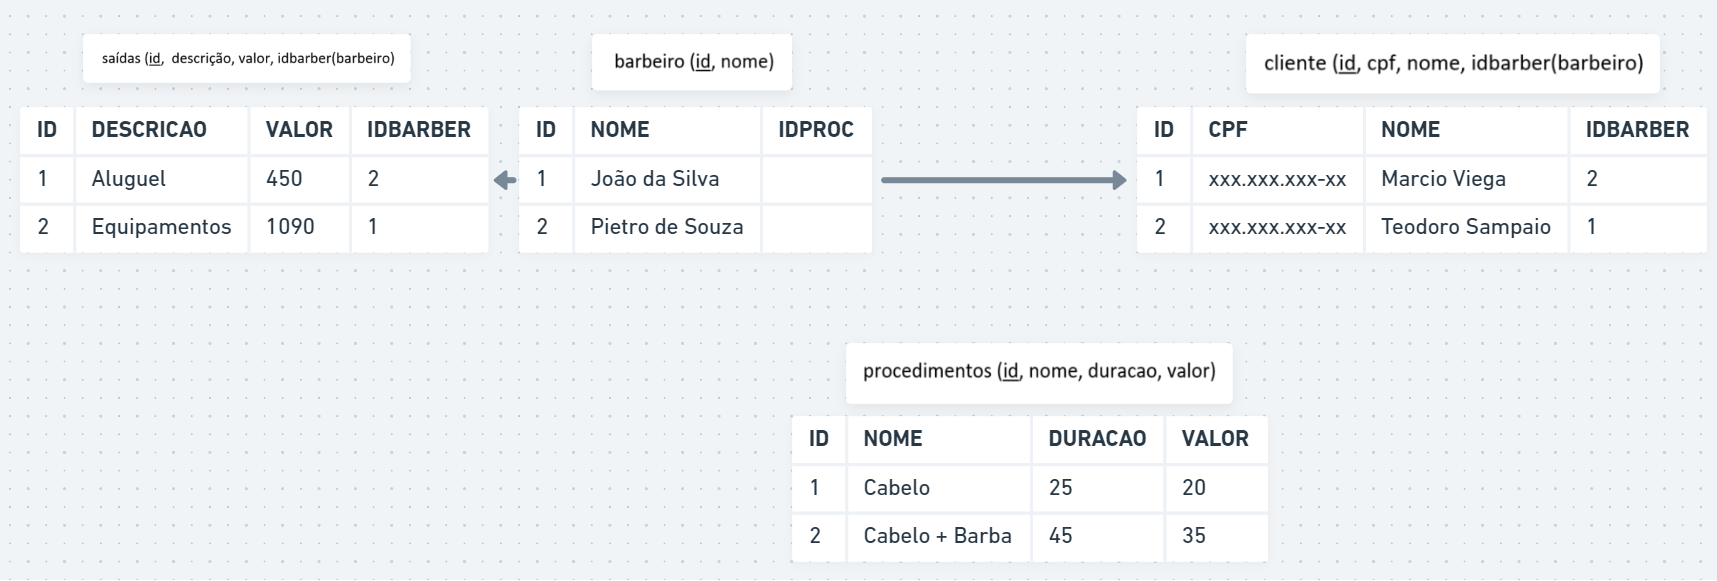 saídas (id, descrição, valor, idbarber(barbeiro)
ID DESCRICAO VALOR IDBARBER
1 Aluguel 450 2
2 Equipamentos 1090 1
barbeiro (id, nome)
ID NOME IDPROC
1 João da Silva
2 Pietro de Souza
cliente (id, cpf, nome, idbarber(barbeiro)
ID CPF NOME IDBARBER
1 xxx.xxx.xxx-xx Marcio Viega 2
2 xxx.xxx.xxx-xx Teodoro Sampaio 1
procedimentos (id, nome, duracao, valor)
ID NOME DURACAO VALOR
1 Cabelo 25 20
2 Cabelo + Barba 45 35